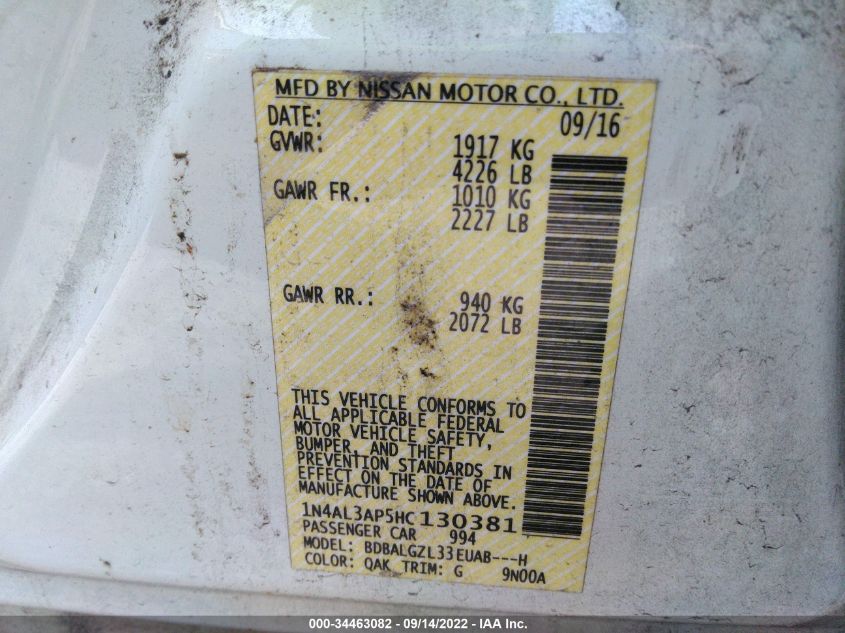 MFD BY NISSAN MOTOR CO., LTD.
DATE: 09/16
GVWR: 1917 KG
4226 LB
GAWR FR.: 1010 KG
2227 LB
GAWR RR.: 940 KG
2072 LB
THIS VEHICLE CONFORMS TO
ALL APPLICABLE FEDERAL
MOTOR VEHICLE SAFETY,
BUMPER, AND THEFT
PREVENTION STANDARDS IN
EFFECT ON THE DATE OF
MANUFACTURE SHOWN ABOVE.
1N4AL3AP5HC130381
PASSENGER CAR 994
MODEL: BDBALGZL33EUAB---H
COLOR: QAK TRIM: G 9N00A
000-34463082 - 09/14/2022 - IAA Inc.